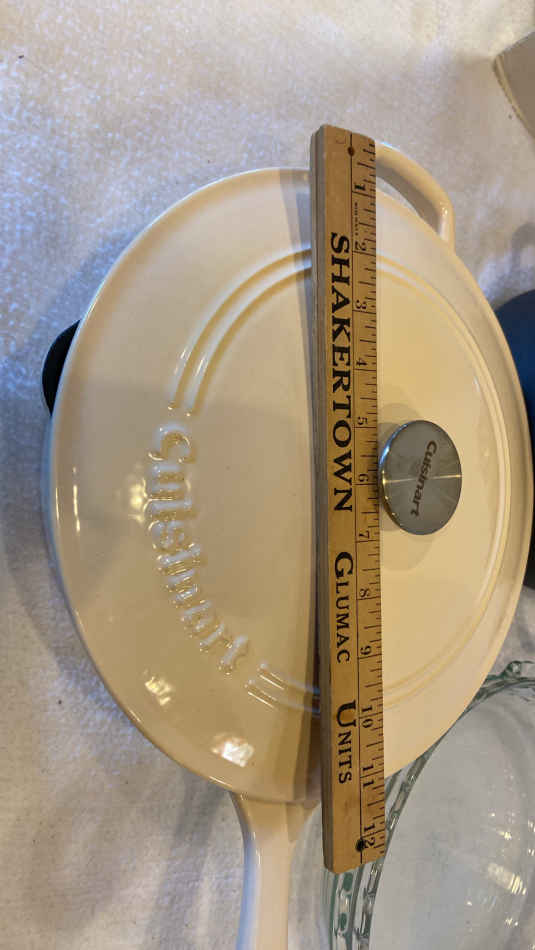 1 2 3 4 5 6 7 8 9 10 11 12
SHAKERTOWN GLUMAC UNITS
Cuisinart
Cuisinart